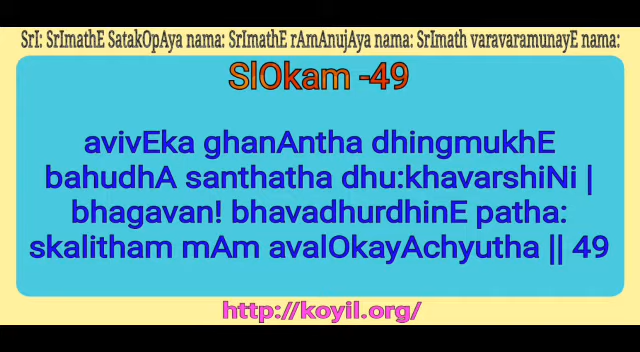 SrI: SrImathE SatakOpAya nama: SrImathE rAmAnujAya nama: SrImath varavaramunayE nama:
SlOkam -49
avivEka ghanAntha dhingmukhE
bahudhA santhatha dhu:khavarshiNi |
bhagavan! bhavadhurdhinE patha:
skalitham mAm avalOkayAchyutha || 49
http://koyil.org/